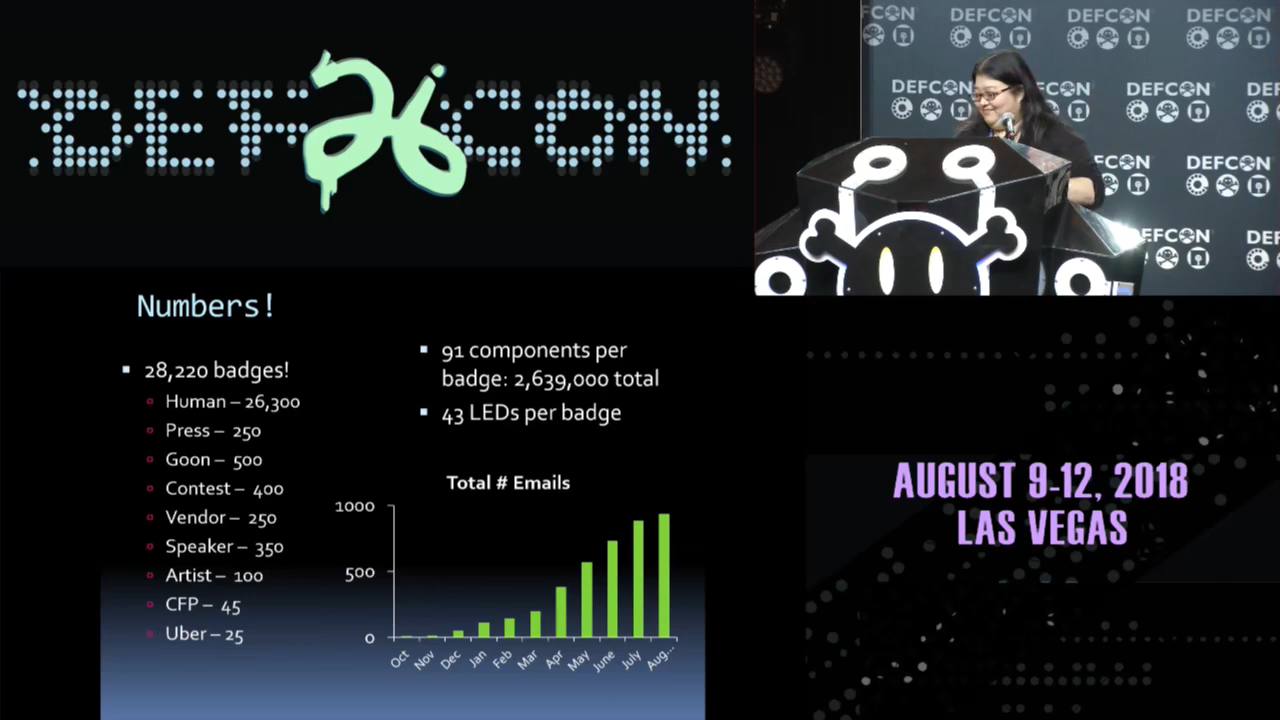 DEF CON
26
DEFCON DEFCON DEFCON DEFCON
DEFCON DEFCON DEFCON
DEFCON DEFCON
DEFCON
Numbers!
28,220 badges!
Human – 26,300
Press – 250
Goon – 500
Contest – 400
Vendor – 250
Speaker – 350
Artist – 100
CFP – 45
Uber – 25
91 components per
badge: 2,639,000 total
43 LEDs per badge
Total # Emails
1000
500
0
Oct Nov Dec Jan Feb Mar Apr May June July Aug...
AUGUST 9-12, 2018
LAS VEGAS